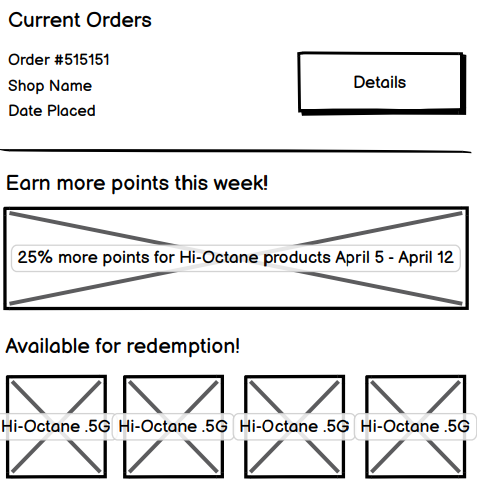 Current Orders
Order #515151
Shop Name
Date Placed
Details
Earn more points this week!
25% more points for Hi-Octane products April 5 - April 12
Available for redemption!
Hi-Octane .5G
Hi-Octane .5G
Hi-Octane .5G
Hi-Octane .5G